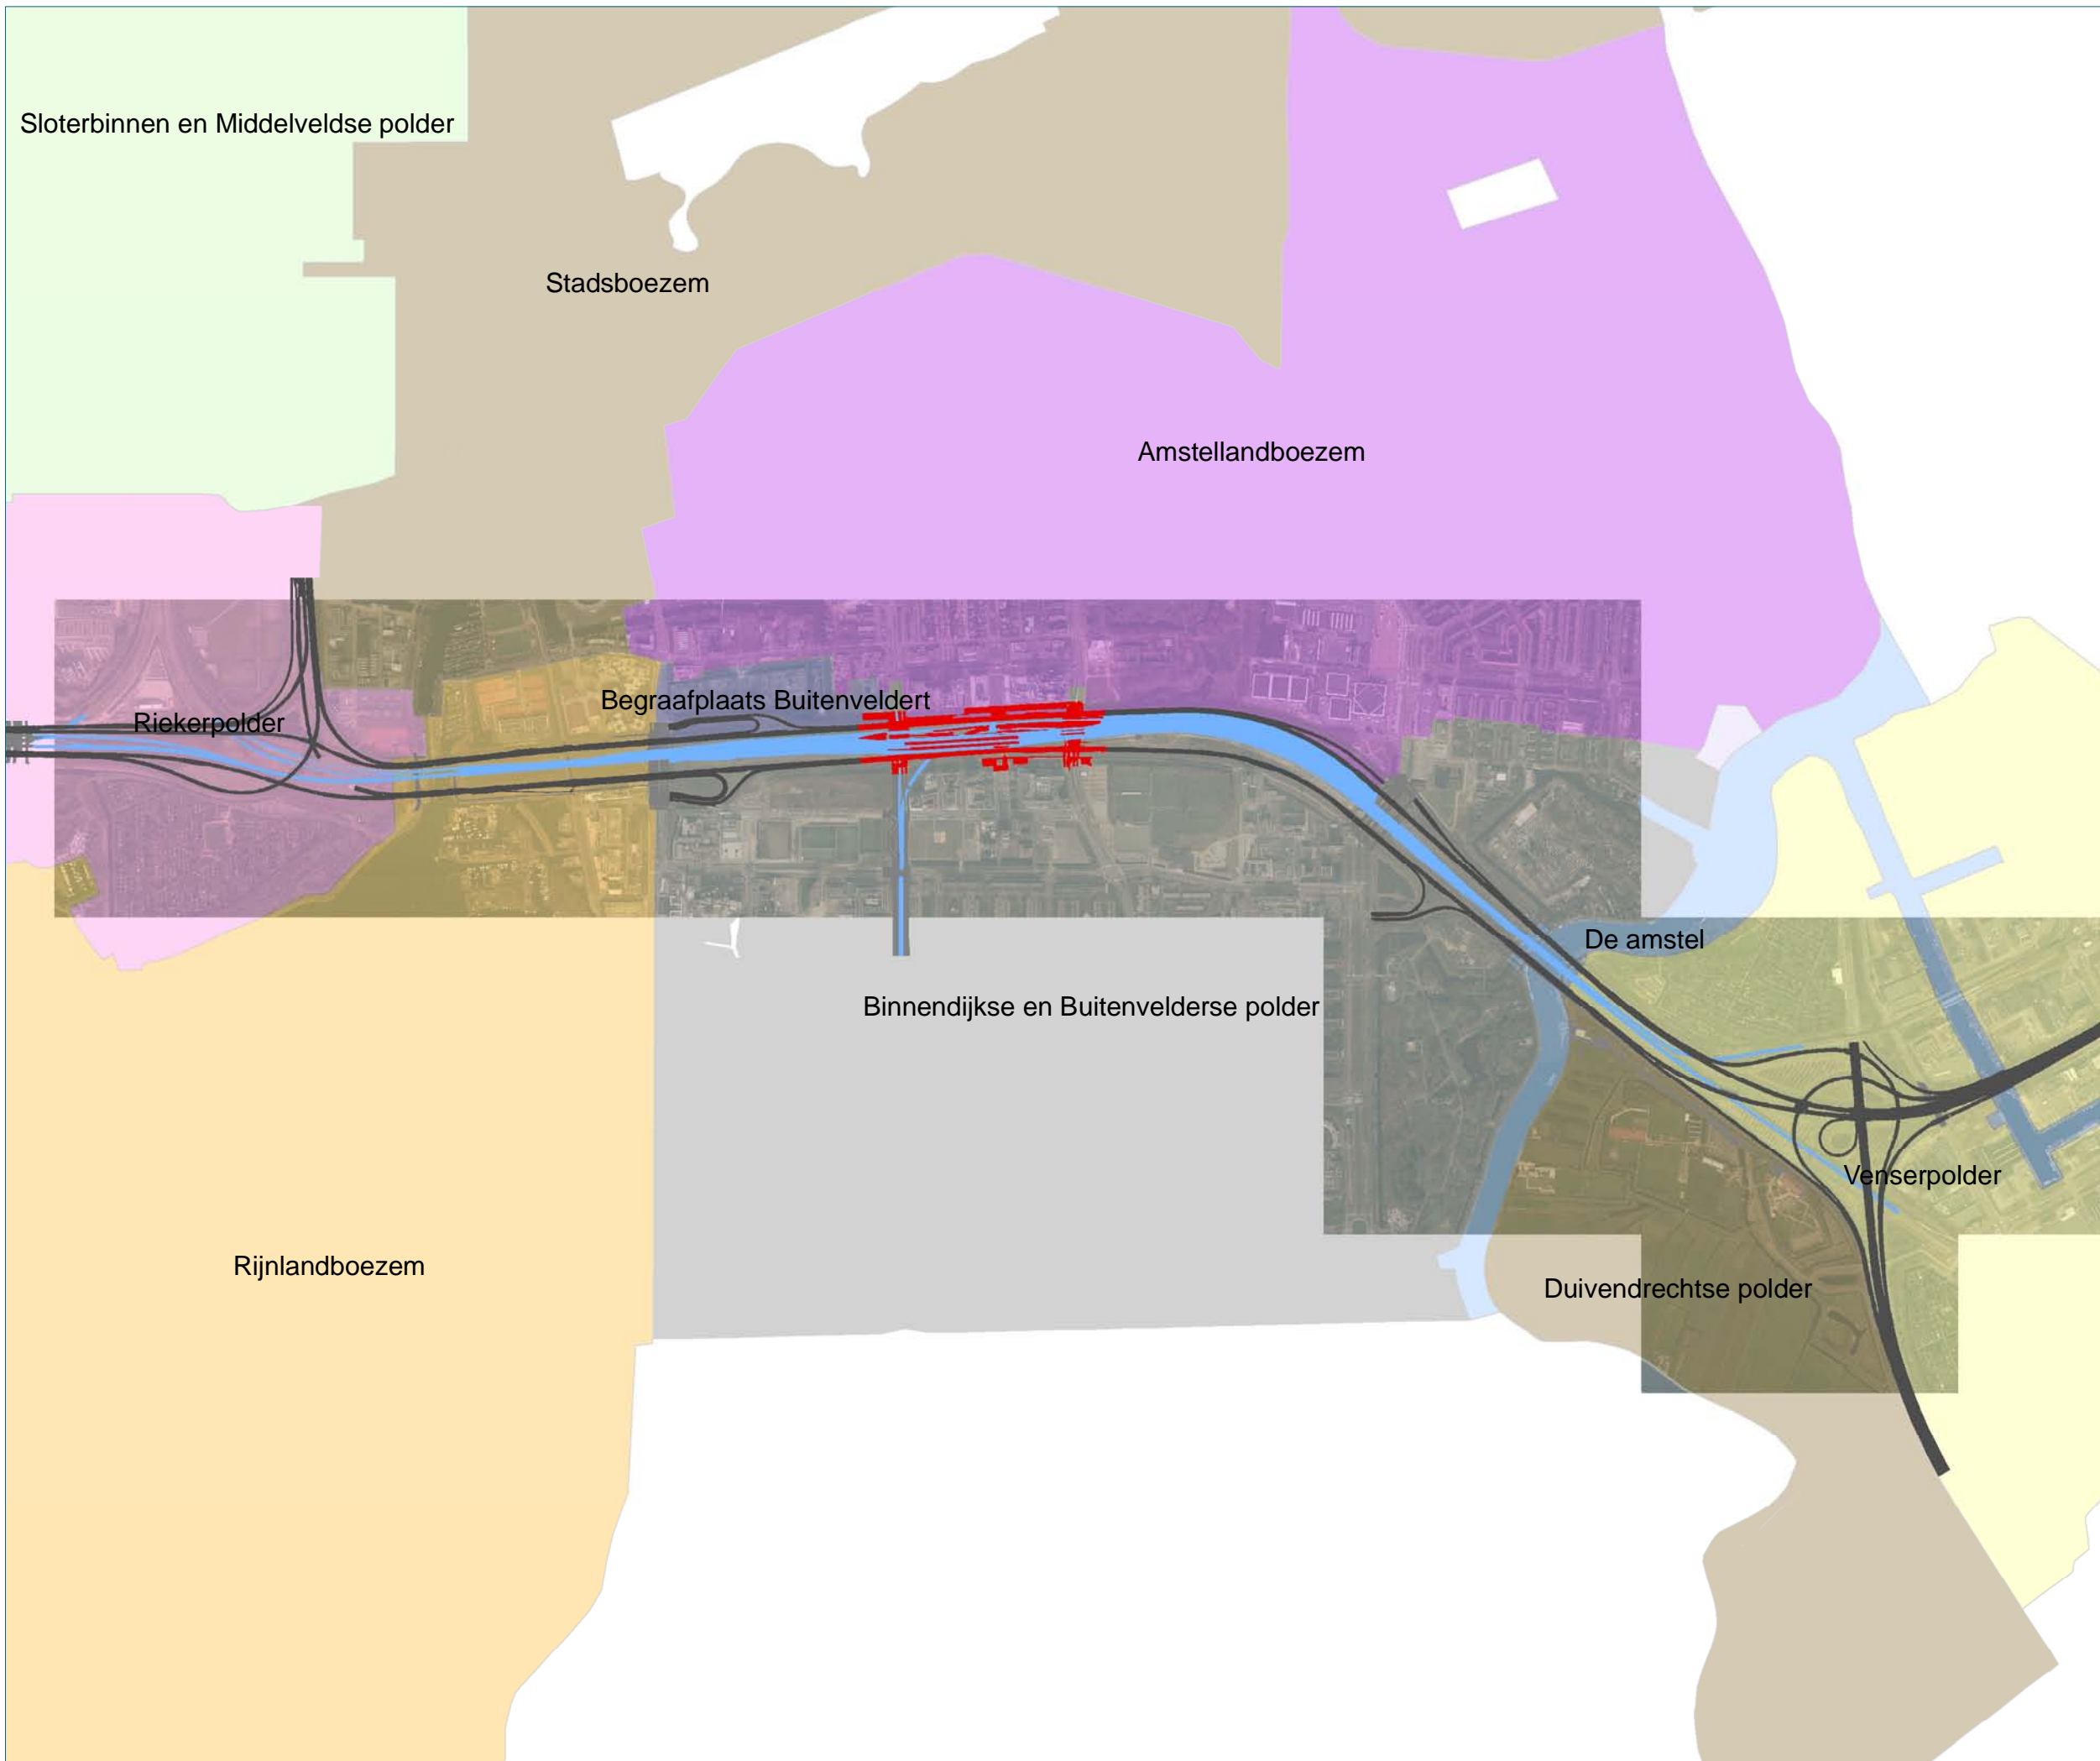 Sloterbinnen en Middelveldse polder
Stadsboezem
Amstellandboezem
Begraafplaats Buitenveldert
Riekerpolder
De amstel
Binnendijkse en Buitenvelderse polder
Venserpolder
Rijnlandboezem
Duivendrechtse polder